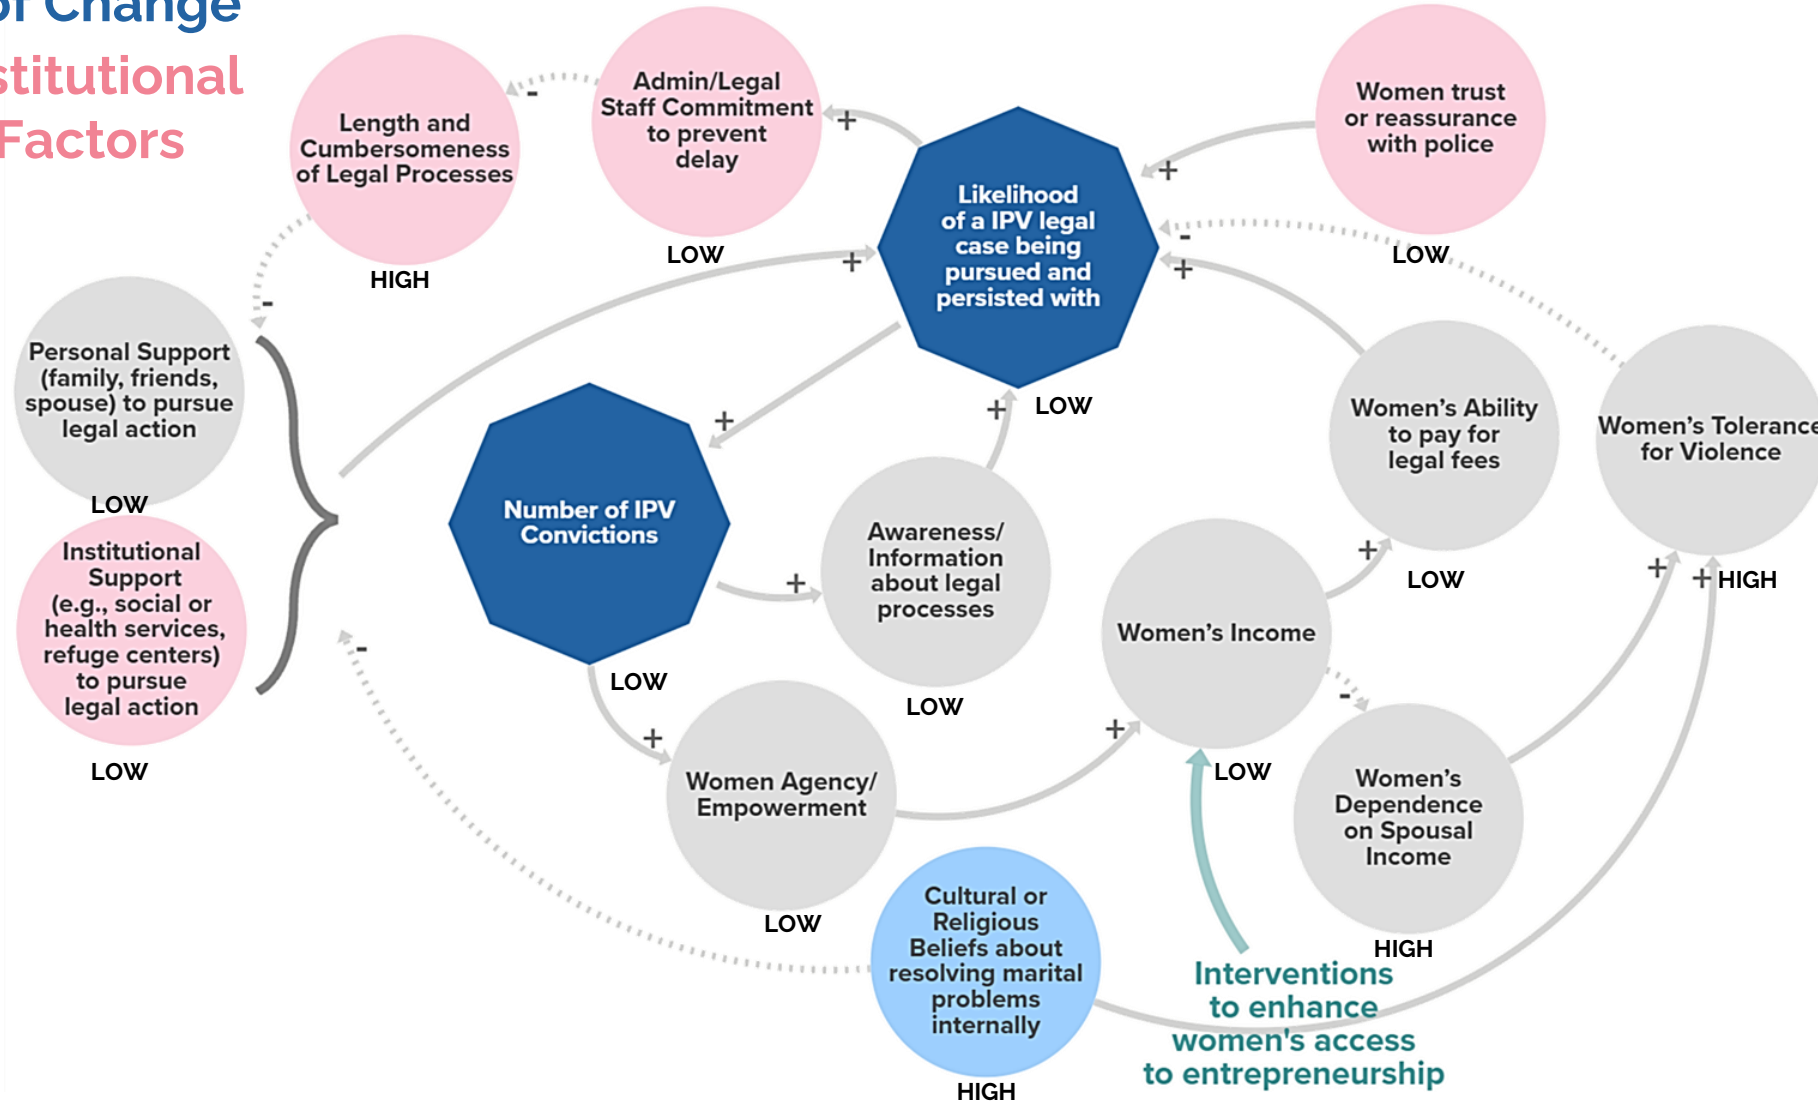 of Change
stitutional
Factors
Length and
Cumbersomeness
of Legal Processes
HIGH
-
Admin/Legal
Staff Commitment
to prevent
delay
LOW
+
Women trust
or reassurance
with police
LOW
+
Likelihood
of a IPV legal
case being
pursued and
persisted with
LOW
-
+
+
+
-
Personal Support
(family, friends,
spouse) to pursue
legal action
LOW
Institutional
Support
(e.g., social or
health services,
refuge centers)
to pursue
legal action
LOW
-
Number of IPV
Convictions
LOW
+
+
+
Awareness/
Information
about legal
processes
LOW
Women's Ability
to pay for
legal fees
LOW
+
Women's Tolerance
for Violence
HIGH
+
+
Women's Income
LOW
+
-
Women Agency/
Empowerment
LOW
Women's
Dependence
on Spousal
Income
HIGH
Cultural or
Religious
Beliefs about
resolving marital
problems
internally
HIGH
Interventions
to enhance
women's access
to entrepreneurship